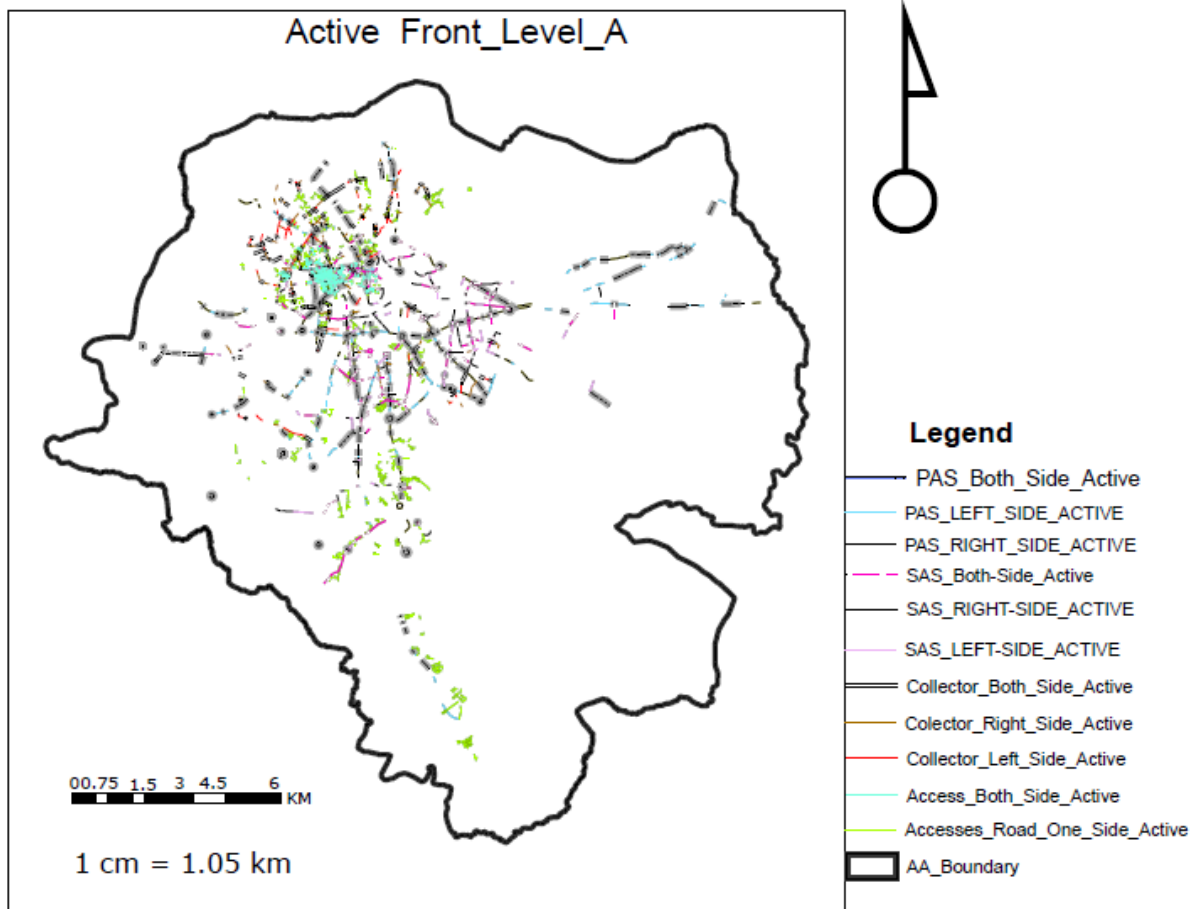 Active Front_Level_A
Legend
PAS_Both_Side_Active
PAS_LEFT_SIDE_ACTIVE
PAS_RIGHT_SIDE_ACTIVE
SAS_Both-Side_Active
SAS_RIGHT-SIDE_ACTIVE
SAS_LEFT-SIDE_ACTIVE
Collector_Both_Side_Active
Colector_Right_Side_Active
Collector_Left_Side_Active
Access_Both_Side_Active
Accesses_Road_One_Side_Active
AA_Boundary
00.75 1.5 3 4.5 6
KM
1 cm = 1.05 km